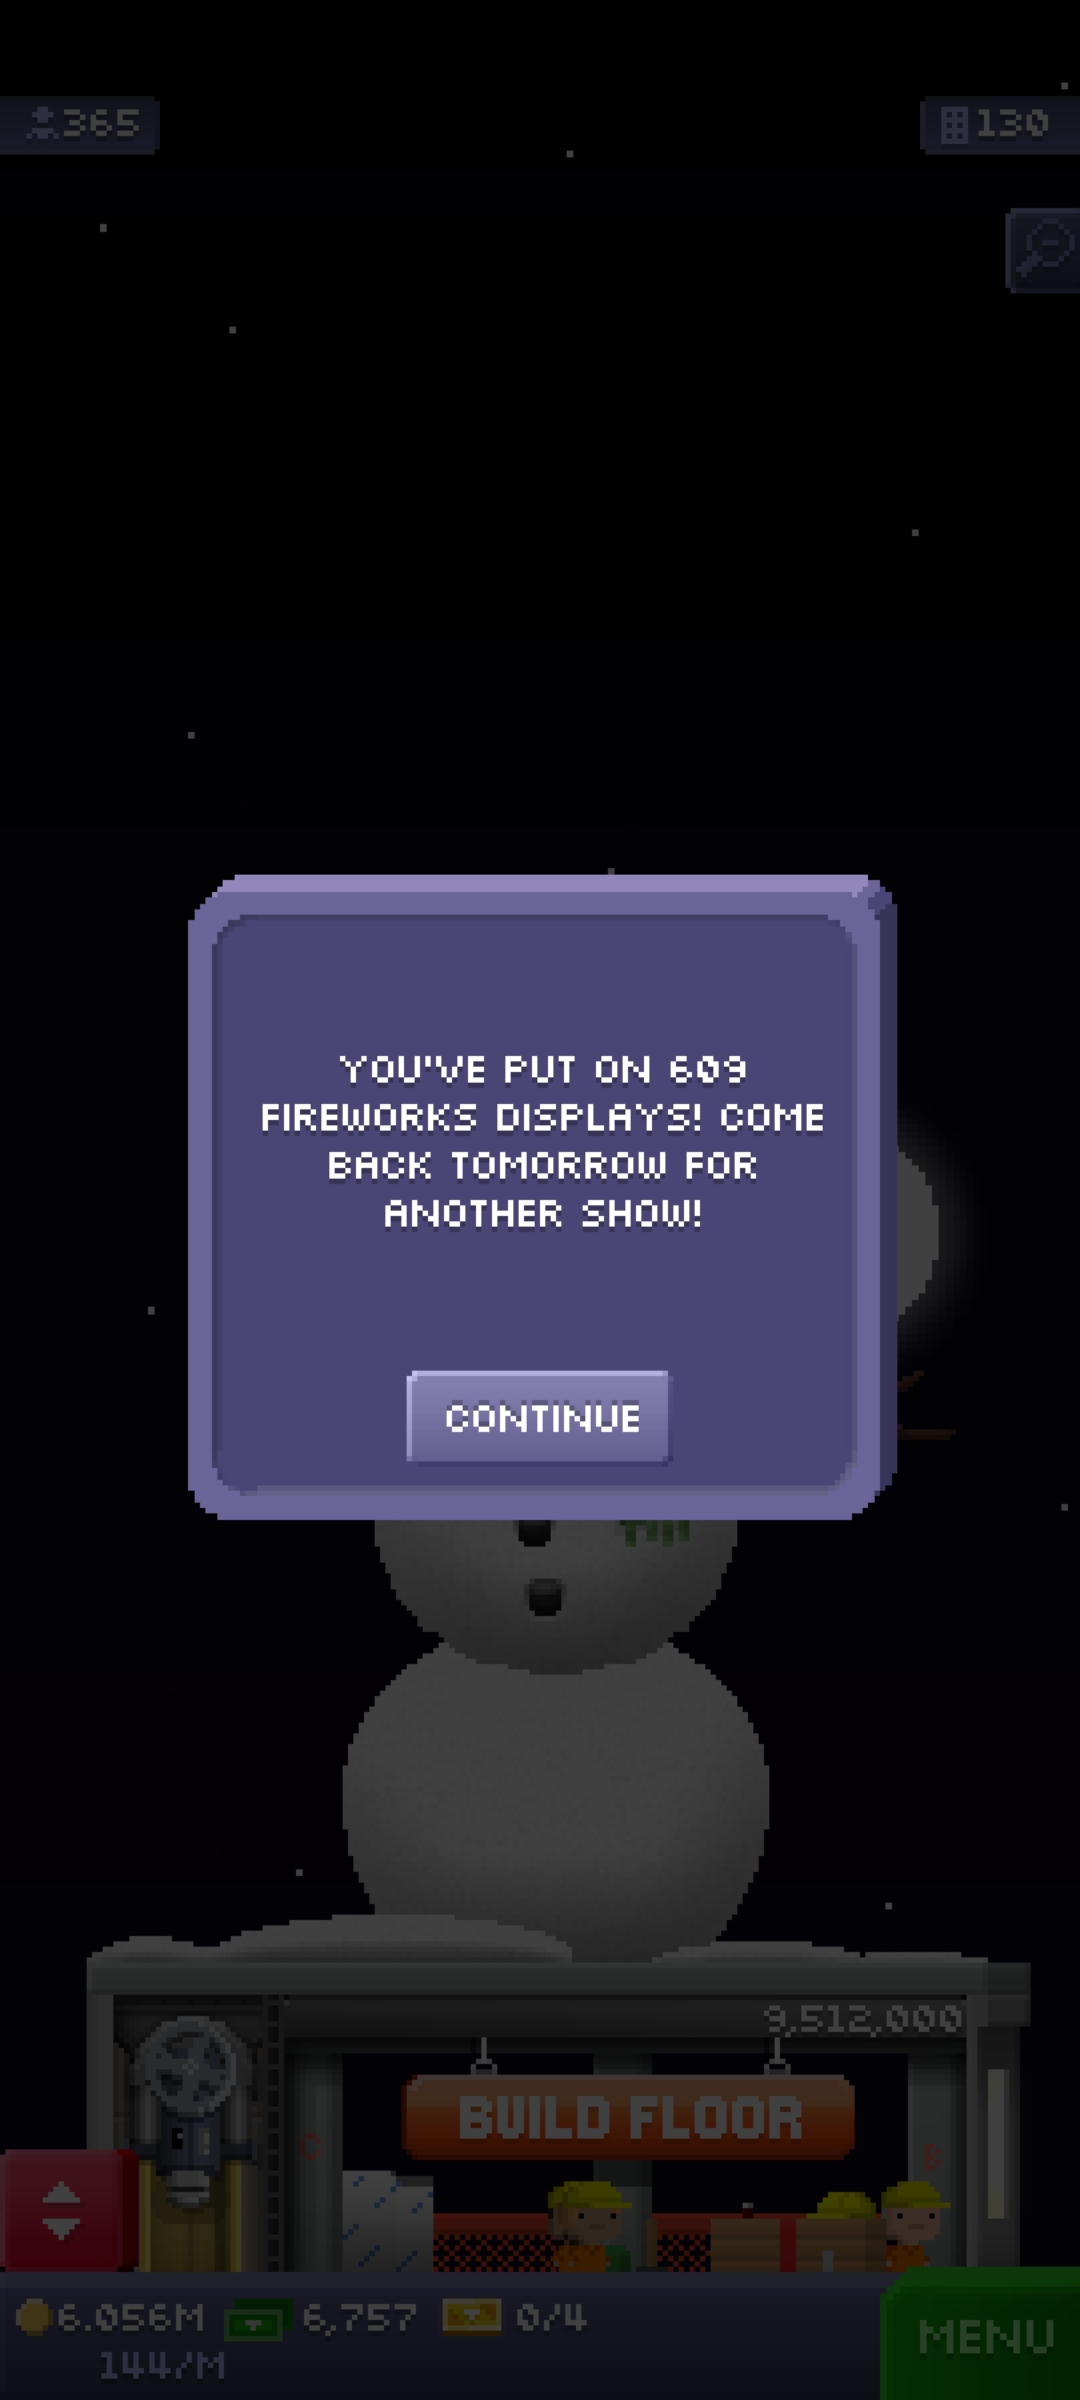 365
130
YOU'VE PUT ON 609
FIREWORKS DISPLAYS! COME
BACK TOMORROW FOR
ANOTHER SHOW!
CONTINUE
9,512,000
BUILD FLOOR
C
B
6.056M
6,757
0/4
MENU
144/M